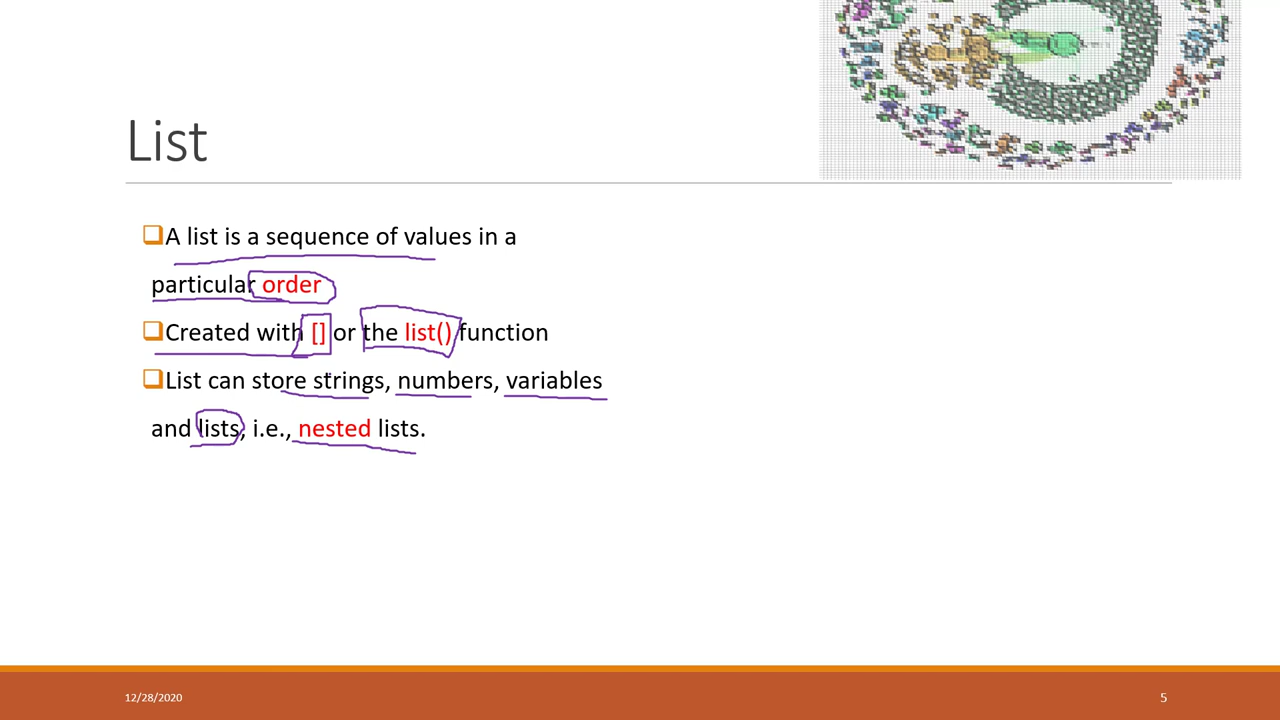 List
A list is a sequence of values in a
particular order
Created with [] or the list() function
List can store strings, numbers, variables
and lists, i.e., nested lists.
12/28/2020
5